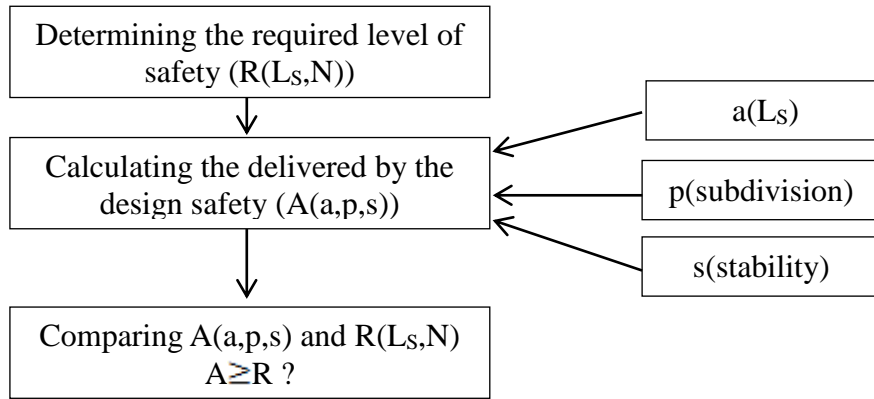 Determining the required level of
safety (R(LS,N))
a(LS)
Calculating the delivered by the
design safety (A(a,p,s))
p(subdivision)
s(stability)
Comparing A(a,p,s) and R(LS,N)
A≥R ?